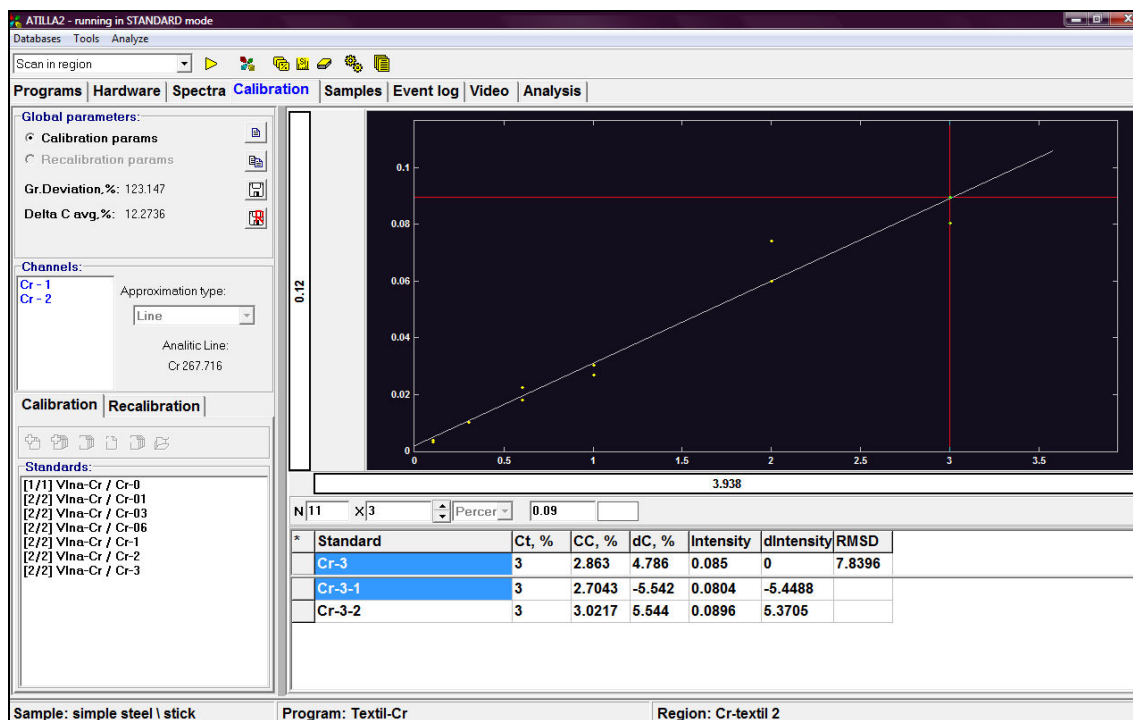 ATILLA2 - running in STANDARD mode
Databases Tools Analyze
Scan in region
Programs Hardware Spectra Calibration Samples Event log Video Analysis
Global parameters:
Calibration params
Recalibration params
Gr.Deviation,%: 123.147
Delta C avg,%: 12.2736
Channels:
Cr - 1
Cr - 2
Approximation type:
Line
Analitic Line:
Cr 267.716
Calibration Recalibration
Standards:
[1/1] Vlna-Cr / Cr-0
[2/2] Vlna-Cr / Cr-01
[2/2] Vlna-Cr / Cr-03
[2/2] Vlna-Cr / Cr-06
[2/2] Vlna-Cr / Cr-1
[2/2] Vlna-Cr / Cr-2
[2/2] Vlna-Cr / Cr-3
0.12
0.1
0.08
0.06
0.04
0.02
0
0 0.5 1 1.5 2 2.5 3 3.5
3.938
N 11 X 3 Percer 0.09
* Standard Ct, % CC, % dC, % Intensity dIntensity RMSD
Cr-3 3 2.863 4.786 0.085 0 7.8396
Cr-3-1 3 2.7043 -5.542 0.0804 -5.4488
Cr-3-2 3 3.0217 5.544 0.0896 5.3705
Sample: simple steel \ stick Program: Textil-Cr Region: Cr-textil 2